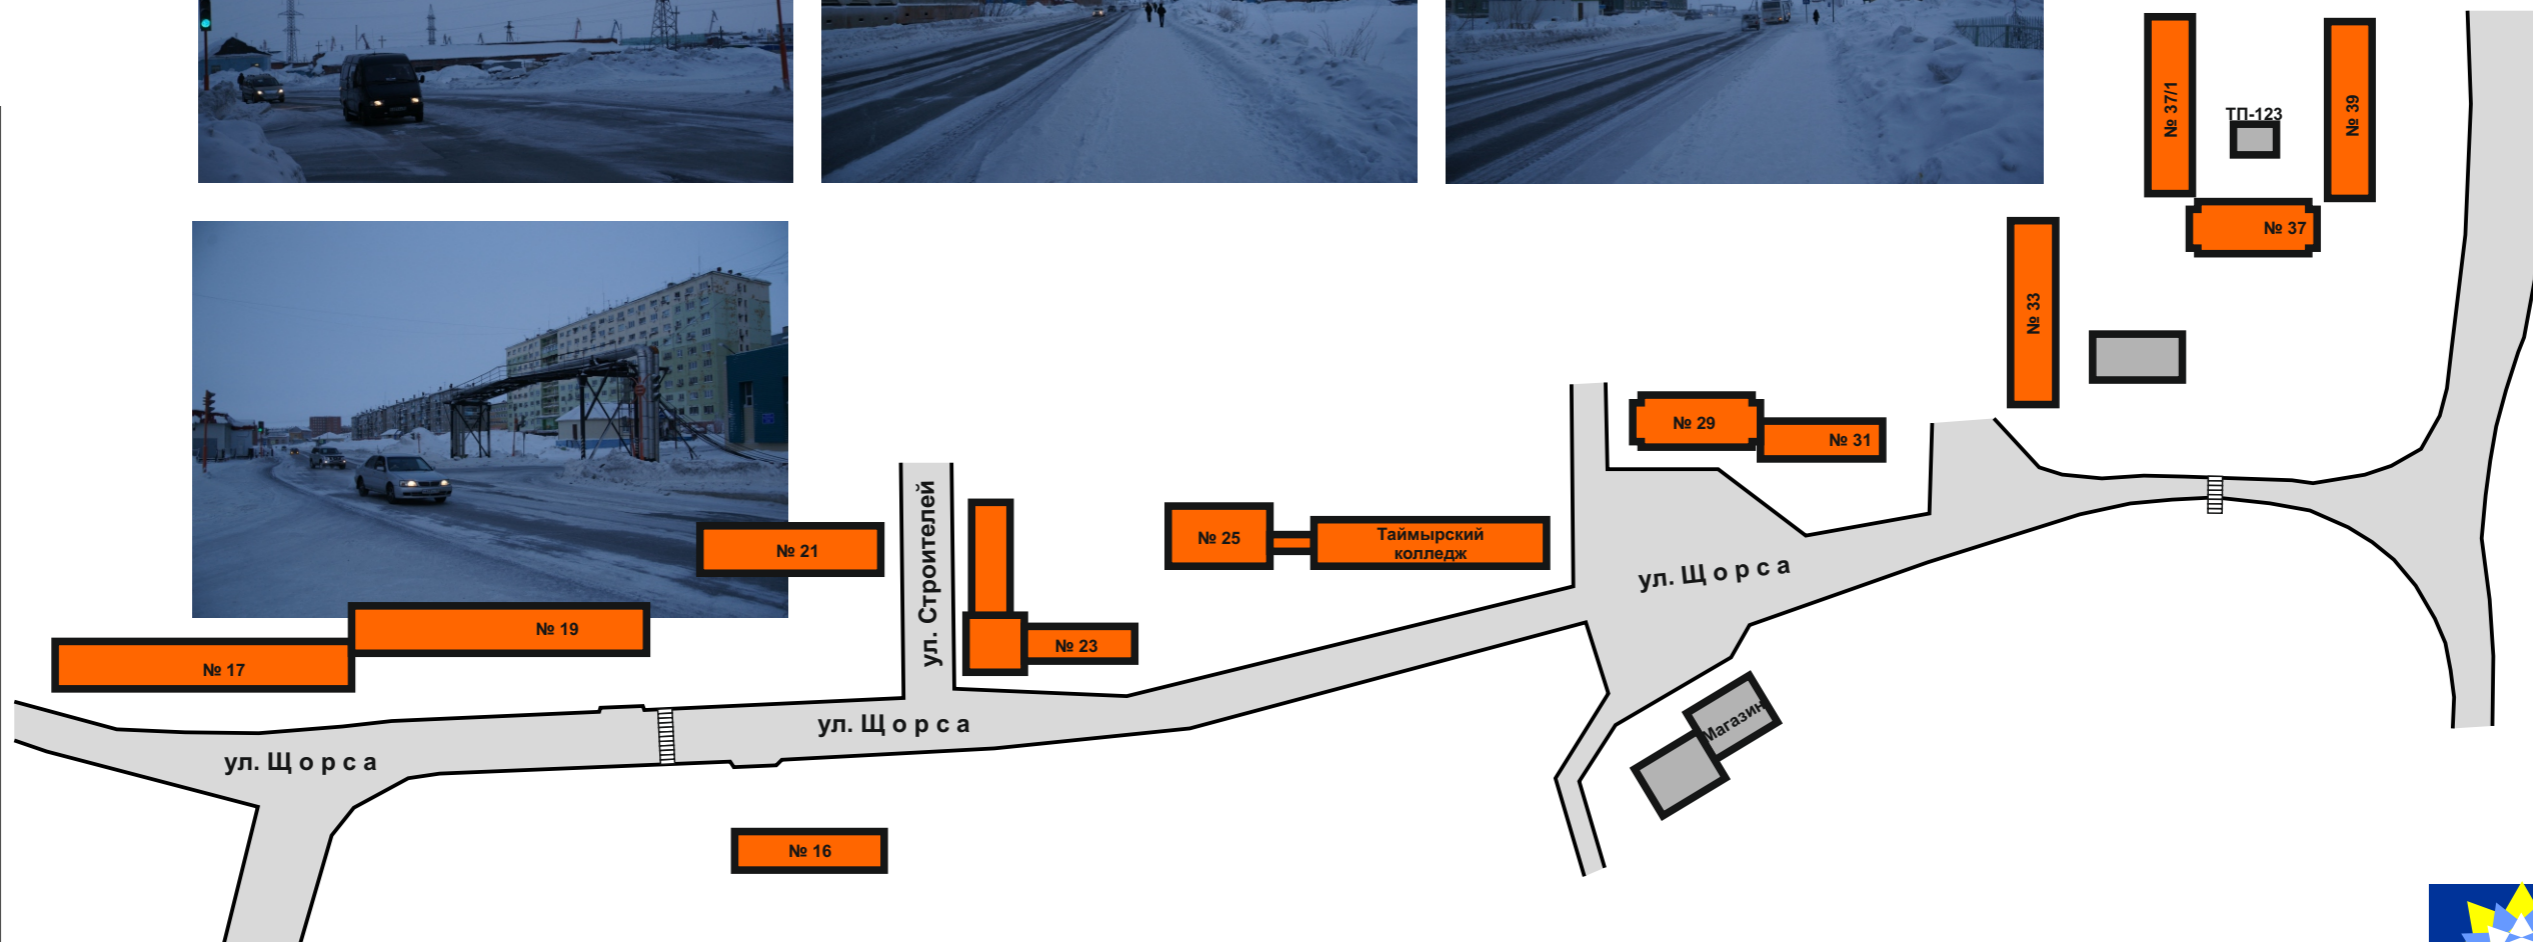 № 37/1
ТП-123
№ 39
№ 37
№ 33
№ 29
№ 31
ул. Строителей
№ 25
Таймырский
колледж
№ 21
ул. Щорса
№ 19
№ 23
№ 17
ул. Щорса
Магазин
ул. Щорса
№ 16